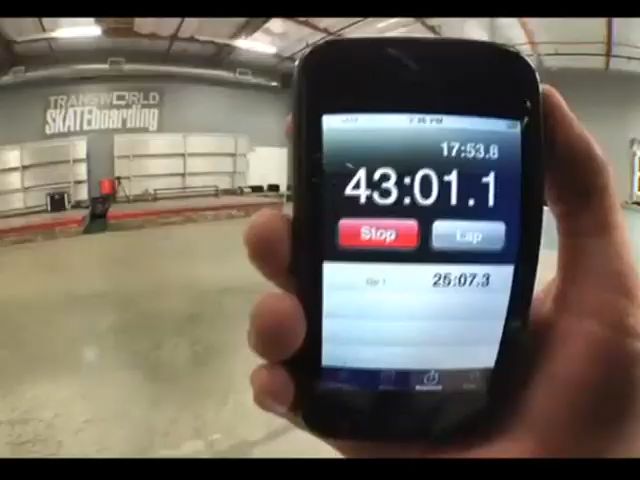 TRANSWORLD
SKATEboarding
17:53.8
43:01.1
Stop
Lap
25:07.3